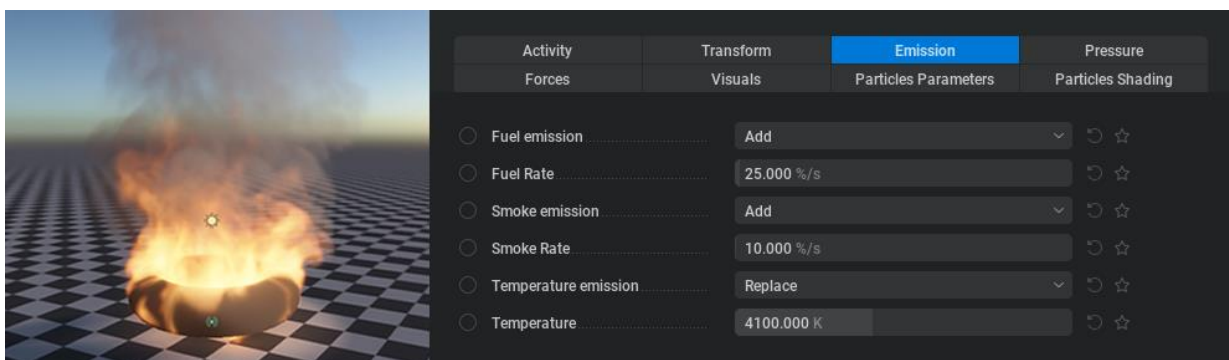 Activity Transform Emission Pressure
Forces Visuals Particles Parameters Particles Shading
Fuel emission Add
Fuel Rate 25.000 %/s
Smoke emission Add
Smoke Rate 10.000 %/s
Temperature emission Replace
Temperature 4100.000 K